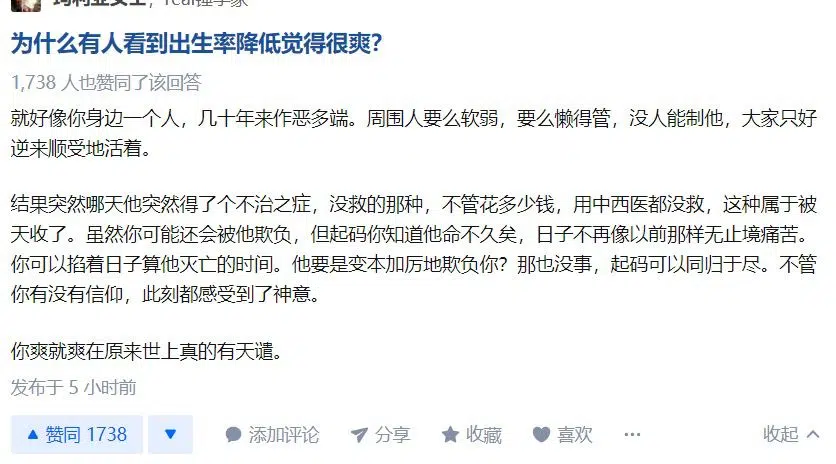 为什么有人看到出生率降低觉得很爽？
1,738 人也赞同了该回答
就好像你身边一个人，几十年来作恶多端。周围人要么软弱，要么懒得管，没人能制他，大家只好
逆来顺受地活着。
结果突然哪天他突然得了个不治之症，没救的那种，不管花多少钱，用中西医都没救，这种属于被
天收了。虽然你可能还会被他欺负，但起码你知道他命不久矣，日子不再像以前那样无止境痛苦。
你可以掐着日子算他灭亡的时间。他要是变本加厉地欺负你？那也没事，起码可以同归于尽。不管
你有没有信仰，此刻都感受到了神意。
你爽就爽在原来世上真的有天谴。
发布于 5 小时前
赞同 1738 添加评论 分享 收藏 喜欢 ··· 收起